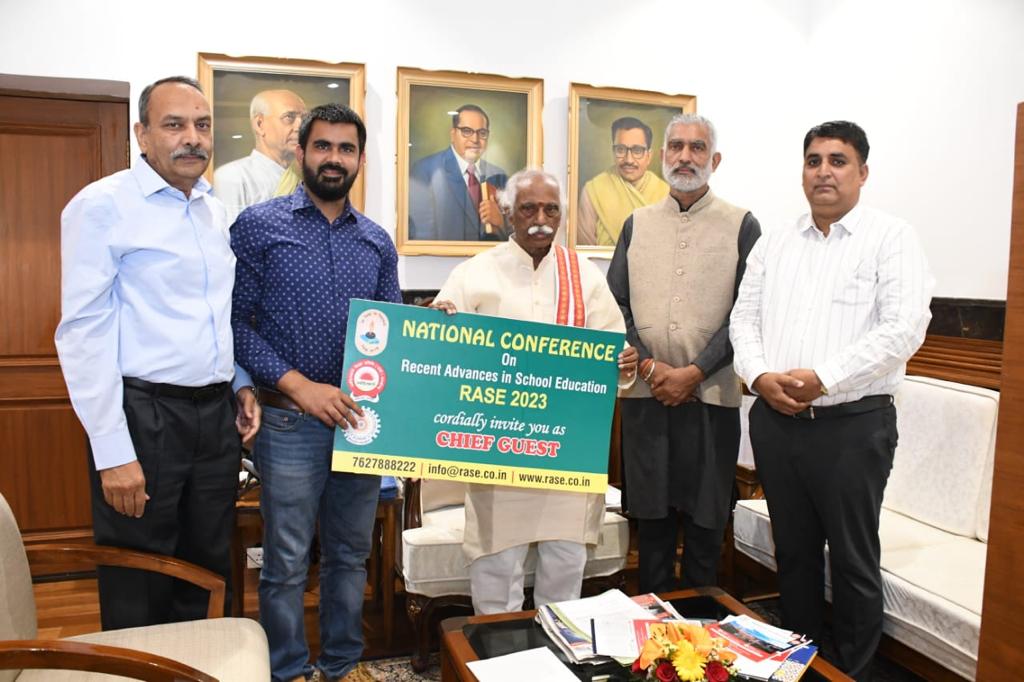 NATIONAL CONFERENCE
On
Recent Advances in School Education
RASE 2023
cordially invite you as
CHIEF GUEST
7627888222 | info@rase.co.in | www.rase.co.in